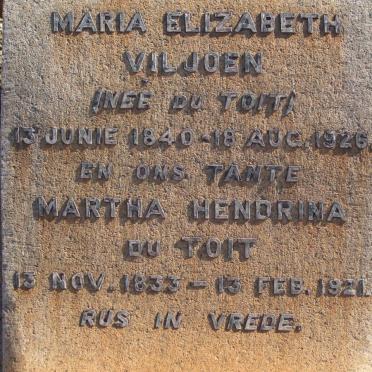 MARIA ELIZABETH
VILJOEN
(NEE DU TOIT)
13 JUNIE 1840-18 AUG. 1926.
EN ONS TANTE
MARTHA HENDRINA
DU TOIT
13 NOV. 1833 - 13 FEB. 1921.
RUS IN VREDE.